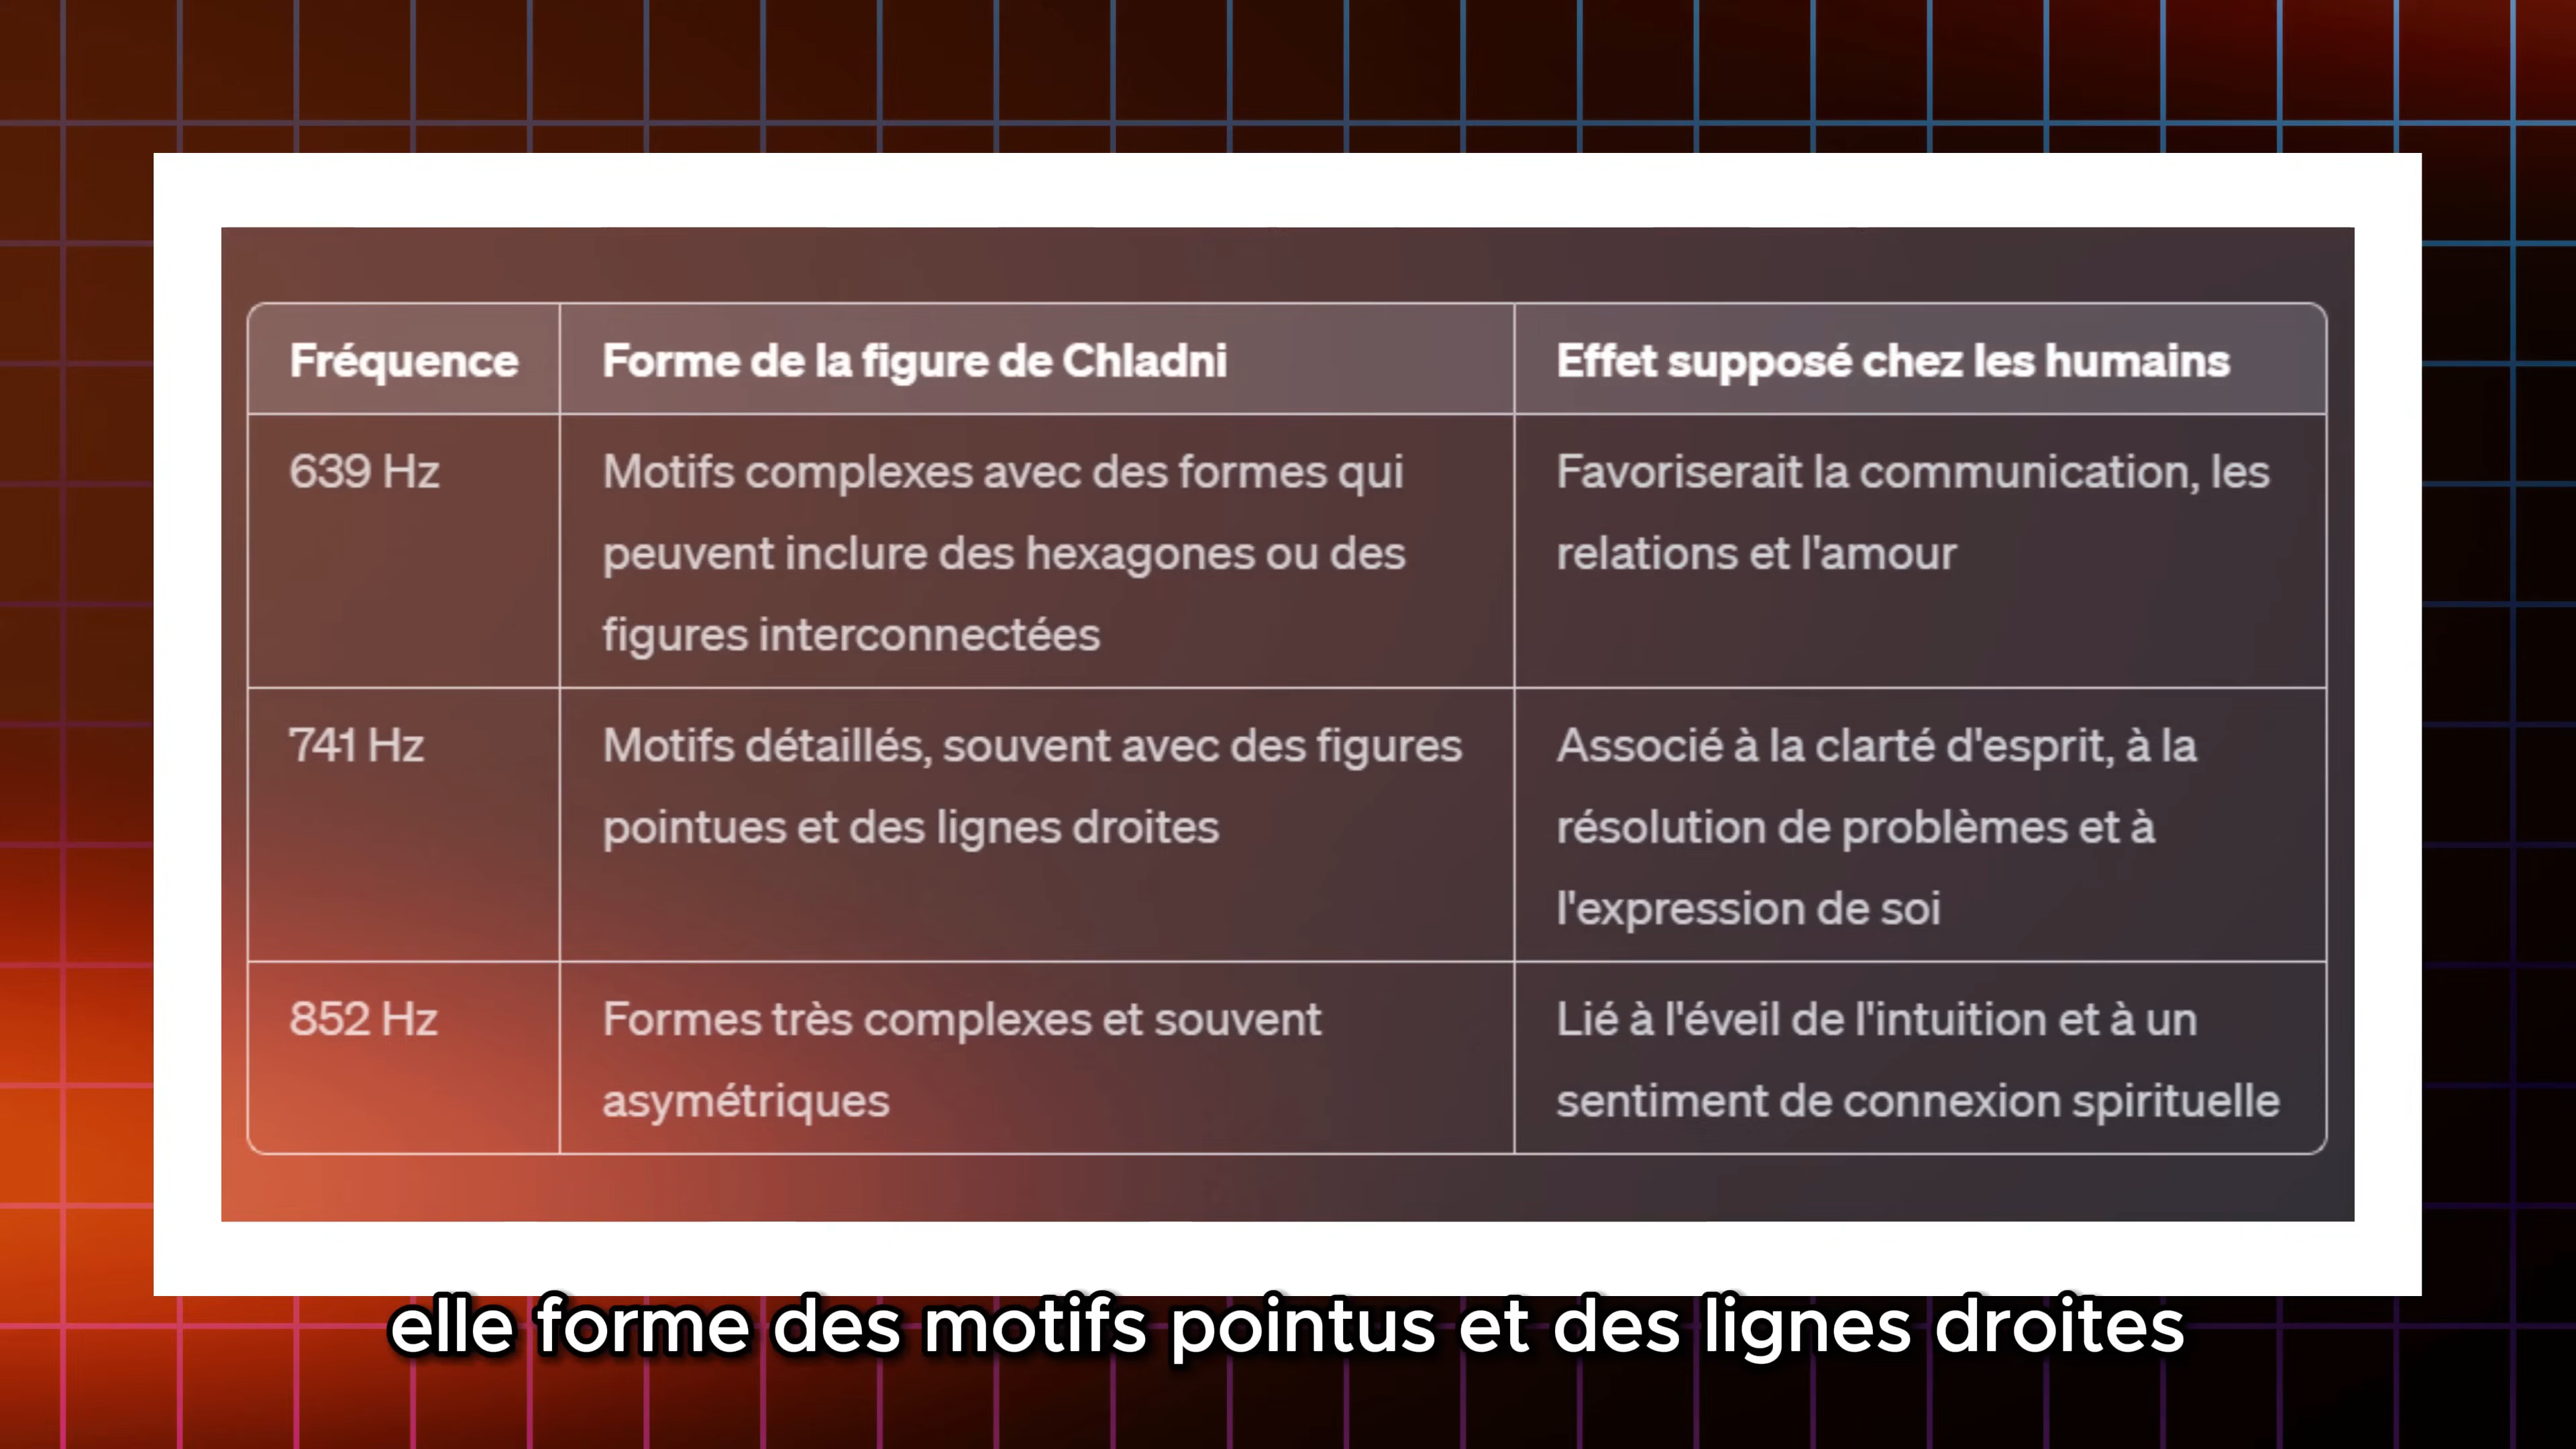 Fréquence
Forme de la figure de Chladni
Effet supposé chez les humains
639 Hz
Motifs complexes avec des formes qui
peuvent inclure des hexagones ou des
figures interconnectées
Favoriserait la communication, les
relations et l'amour
741 Hz
Motifs détaillés, souvent avec des figures
pointues et des lignes droites
Associé à la clarté d'esprit, à la
résolution de problèmes et à
l'expression de soi
852 Hz
Formes très complexes et souvent
asymétriques
Lié à l'éveil de l'intuition et à un
sentiment de connexion spirituelle
elle forme des motifs pointus et des lignes droites